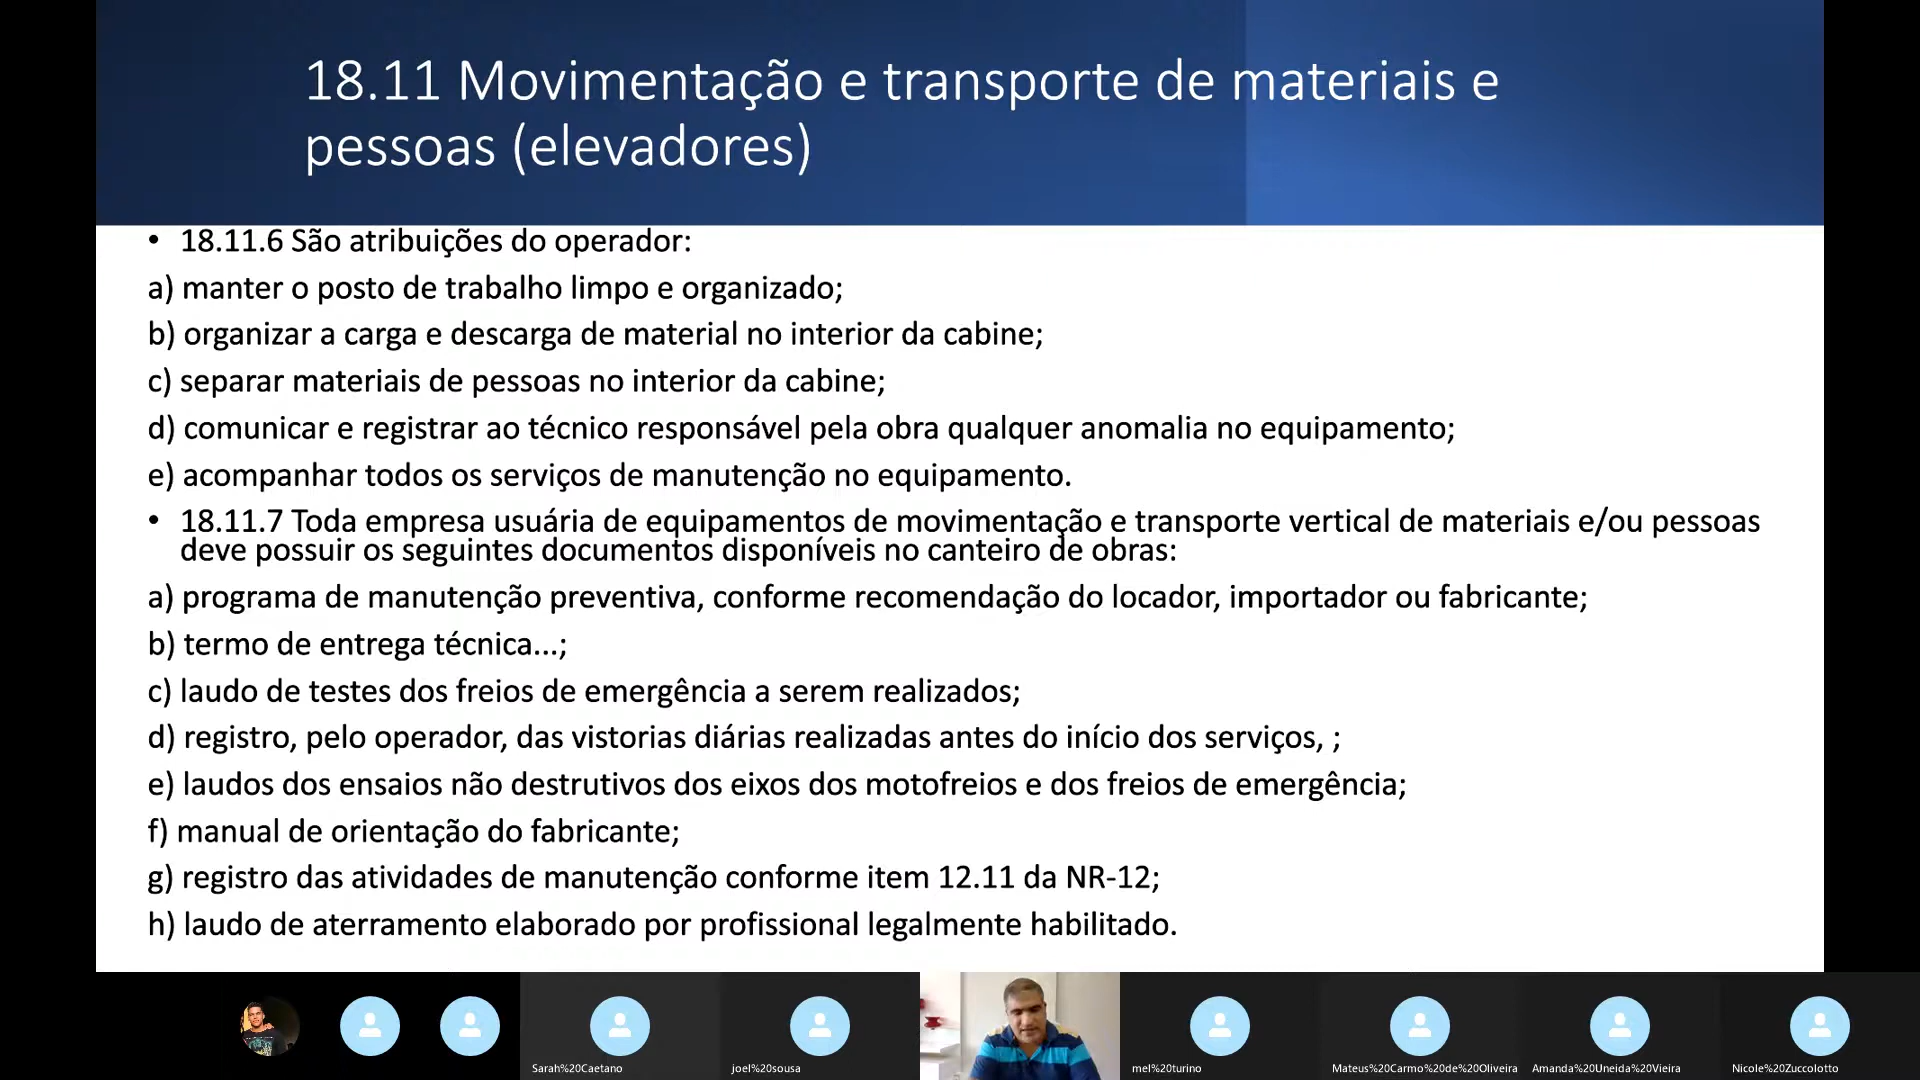 18.11 Movimentação e transporte de materiais e
pessoas (elevadores)
• 18.11.6 São atribuições do operador:
a) manter o posto de trabalho limpo e organizado;
b) organizar a carga e descarga de material no interior da cabine;
c) separar materiais de pessoas no interior da cabine;
d) comunicar e registrar ao técnico responsável pela obra qualquer anomalia no equipamento;
e) acompanhar todos os serviços de manutenção no equipamento.
• 18.11.7 Toda empresa usuária de equipamentos de movimentação e transporte vertical de materiais e/ou pessoas
deve possuir os seguintes documentos disponíveis no canteiro de obras:
a) programa de manutenção preventiva, conforme recomendação do locador, importador ou fabricante;
b) termo de entrega técnica...;
c) laudo de testes dos freios de emergência a serem realizados;
d) registro, pelo operador, das vistorias diárias realizadas antes do início dos serviços, ;
e) laudos dos ensaios não destrutivos dos eixos dos motofreios e dos freios de emergência;
f) manual de orientação do fabricante;
g) registro das atividades de manutenção conforme item 12.11 da NR-12;
h) laudo de aterramento elaborado por profissional legalmente habilitado.
Sarah%20Caetano
joel%20sousa
mel%20turino
Mateus%20Carmo%20de%20Oliveira
Amanda%20Uneida%20Vieira
Nicole%20Zuccolotto